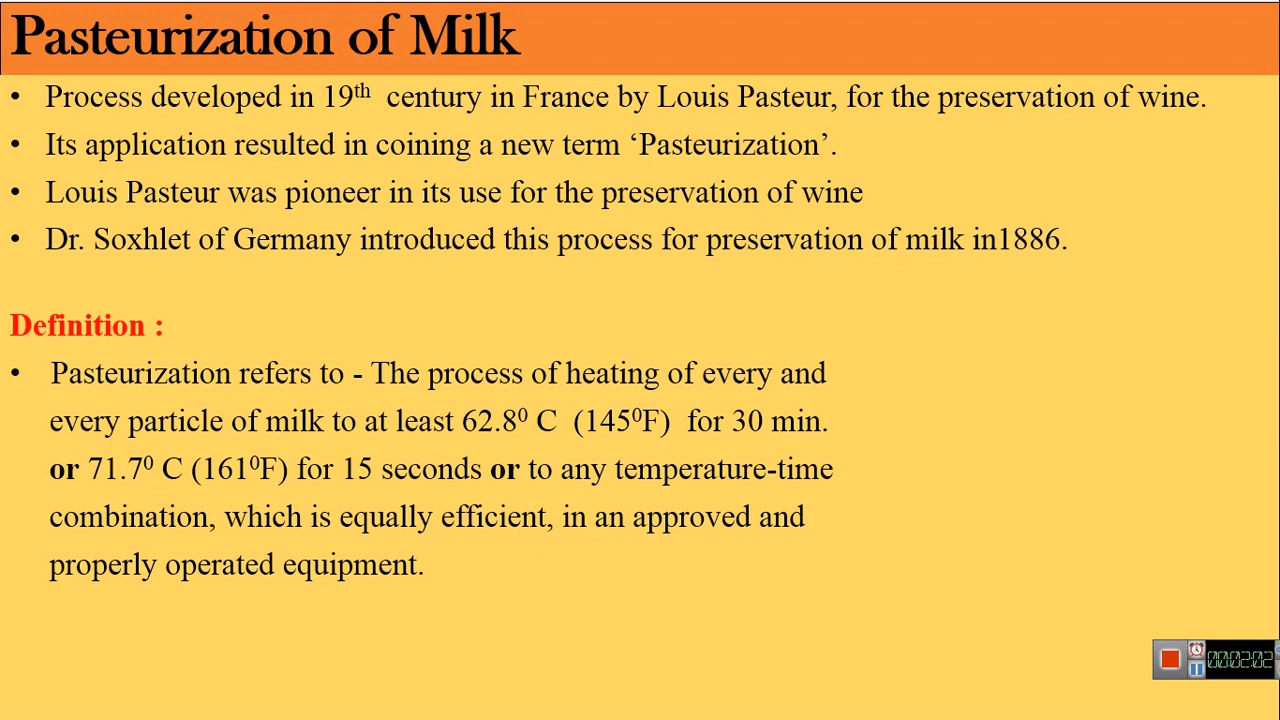 Pasteurization of Milk
• Process developed in 19th century in France by Louis Pasteur, for the preservation of wine.
• Its application resulted in coining a new term ‘Pasteurization’.
• Louis Pasteur was pioneer in its use for the preservation of wine
• Dr. Soxhlet of Germany introduced this process for preservation of milk in1886.
Definition :
• Pasteurization refers to - The process of heating of every and
every particle of milk to at least 62.8⁰ C (145⁰F) for 30 min.
or 71.7⁰ C (161⁰F) for 15 seconds or to any temperature-time
combination, which is equally efficient, in an approved and
properly operated equipment.
00:02:02